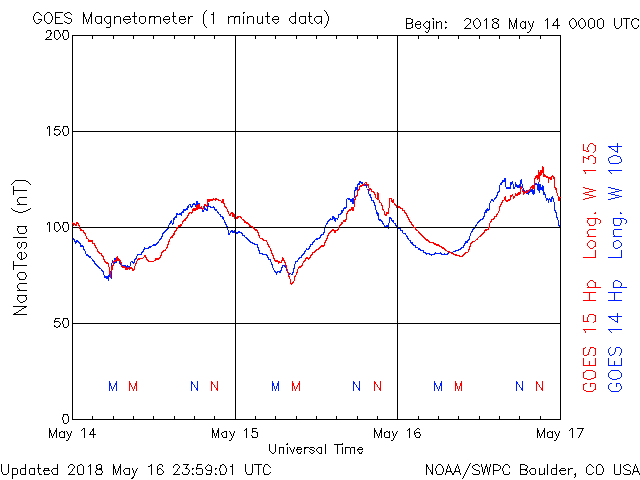 GOES Magnetometer (1 minute data)
Begin: 2018 May 14 0000 UTC
200
150
100
50
0
NanoTesla (nT)
M M N N M M N N M M N N
May 14 May 15 May 16 May 17
Universal Time
GOES 15 Hp Long. W 135
GOES 14 Hp Long. W 104
Updated 2018 May 16 23:59:01 UTC
NOAA/SWPC Boulder, CO USA